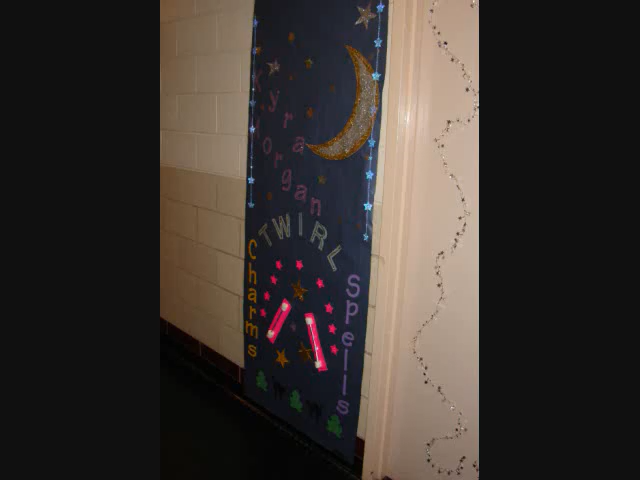 Kyra
Morgan
TWIRL
Charms
Spells